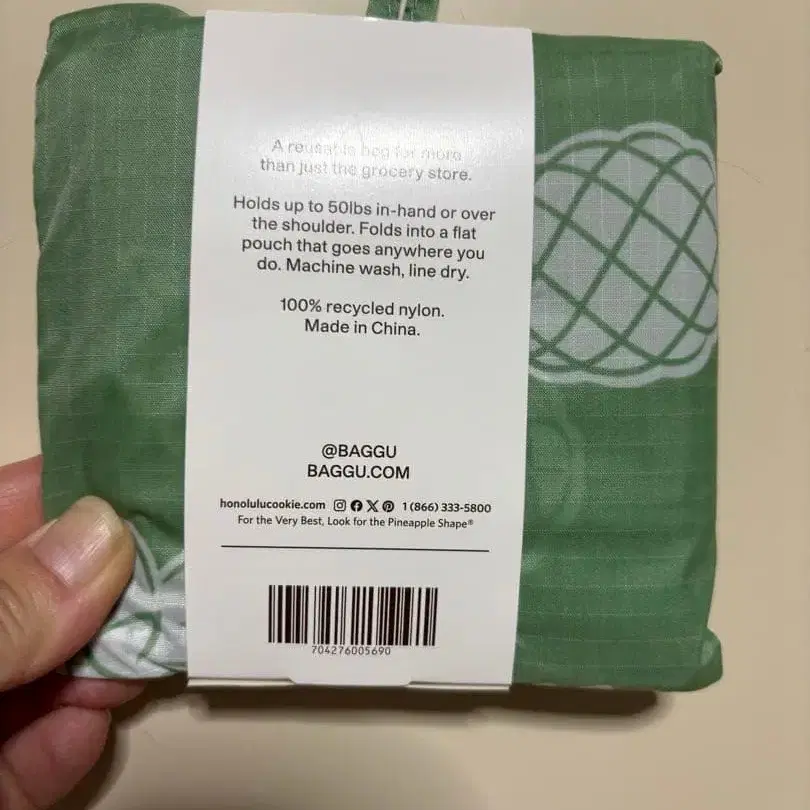 A reusable bag for more
than just the grocery store.
Holds up to 50lbs in-hand or over
the shoulder. Folds into a flat
pouch that goes anywhere you
do. Machine wash, line dry.
100% recycled nylon.
Made in China.
@BAGGU
BAGGU.COM
honolulucookie.com 1 (866) 333-5800
For the Very Best, Look for the Pineapple Shape®
704276005690